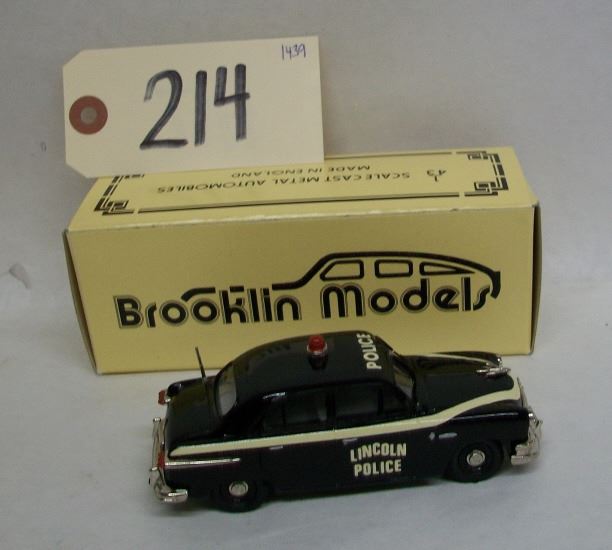 1439
214
1/43 SCALE CAST METAL AUTOMOBILES
MADE IN ENGLAND
Brooklin Models
POLICE
LINCOLN
POLICE